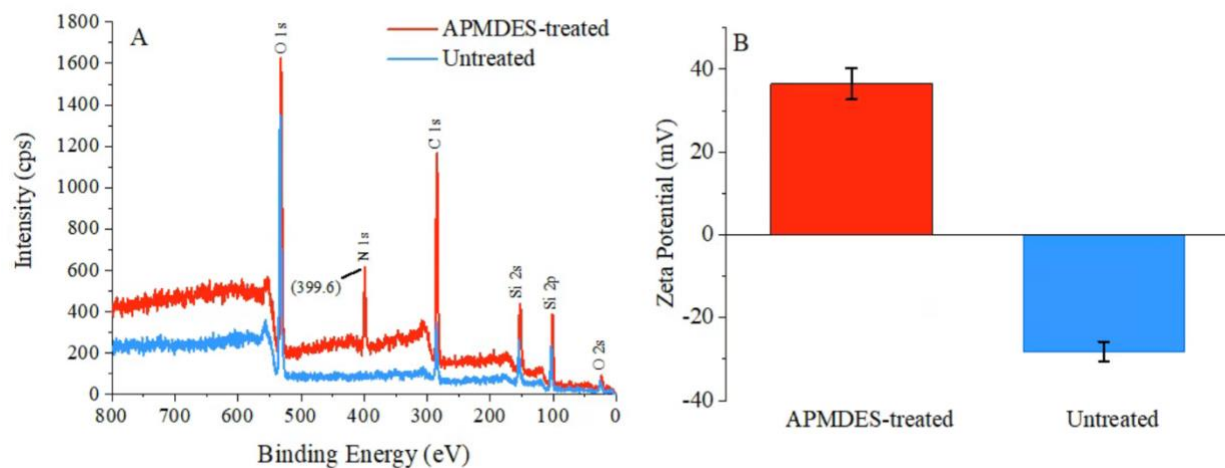 A
APMDES-treated
Untreated
O 1s
N 1s
(399.6)
C 1s
Si 2s
Si 2p
O 2s
Intensity (cps)
1800
1600
1400
1200
1000
800
600
400
200
0
800 700 600 500 400 300 200 100 0
Binding Energy (eV)
B
Zeta Potential (mV)
40
20
0
-20
-40
APMDES-treated Untreated